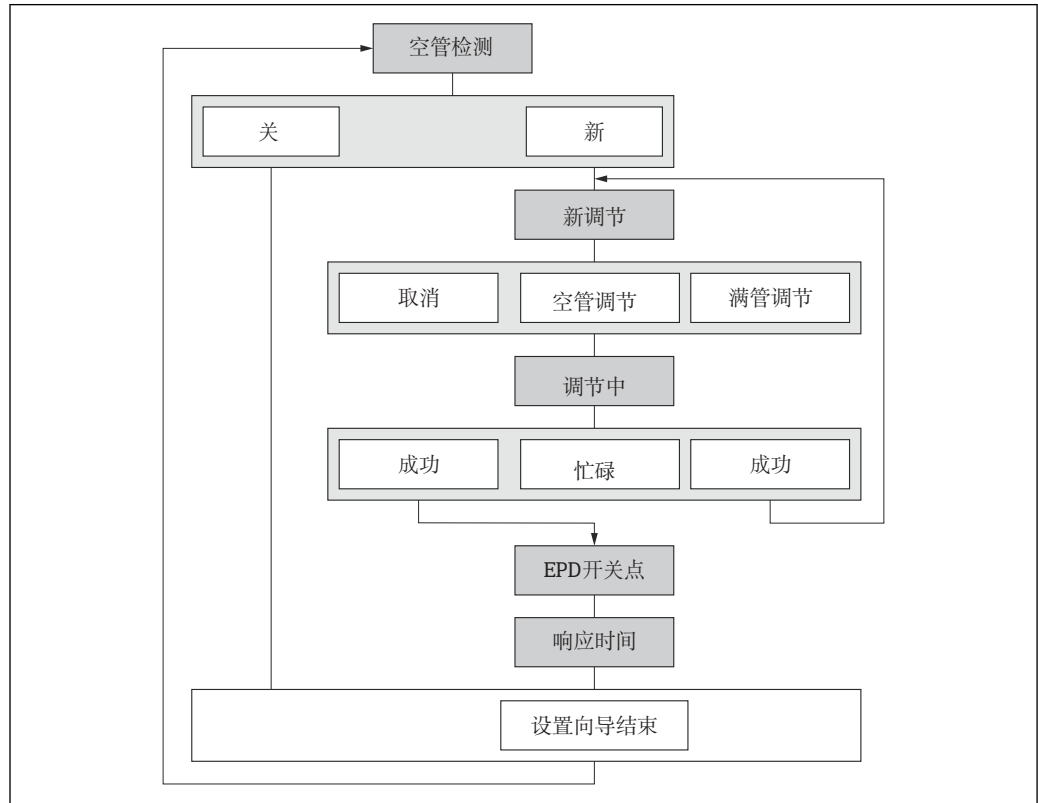 空管检测
关
新
新调节
取消
空管调节
满管调节
调节中
成功
忙碌
成功
EPD开关点
响应时间
设置向导结束